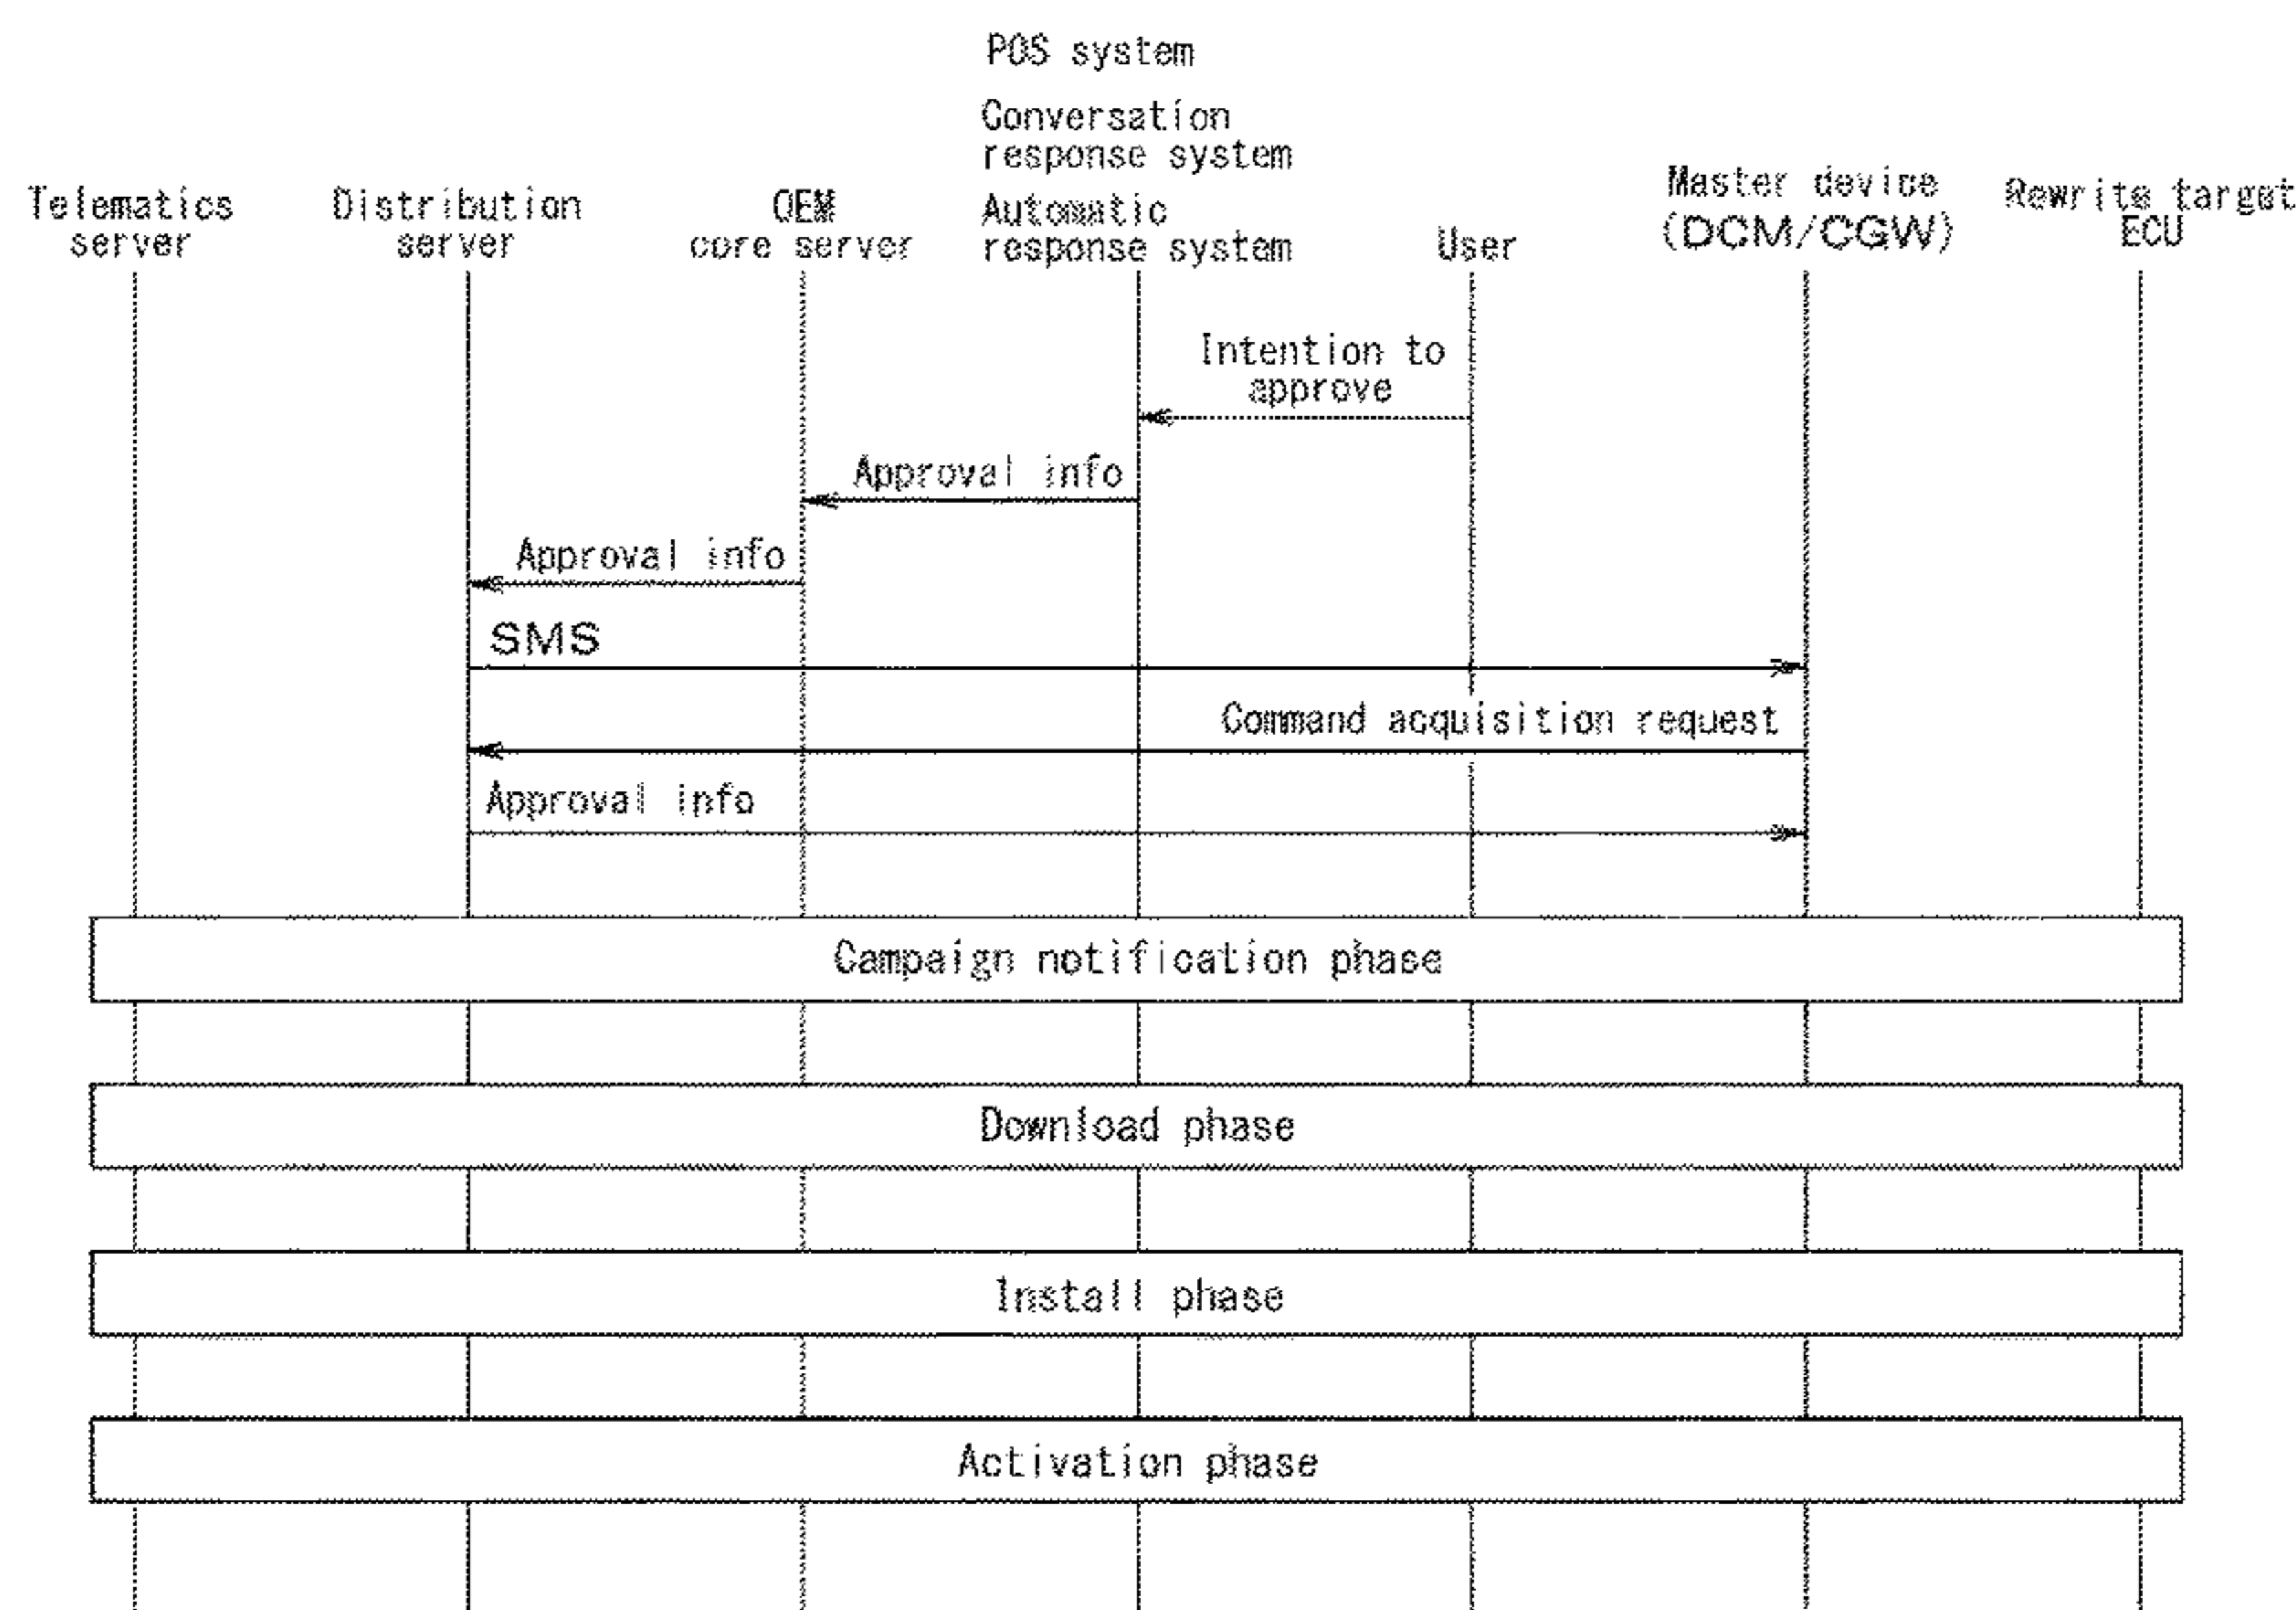 POS system
Conversation
response system
Automatic
response system
Telematics
server
Distribution
server
OEM
core server
User
Master device
(DCM/CGW)
Rewrite target
ECU
Intention to
approve
Approval info
Approval info
SMS
Command acquisition request
Approval info
Campaign notification phase
Download phase
Install phase
Activation phase